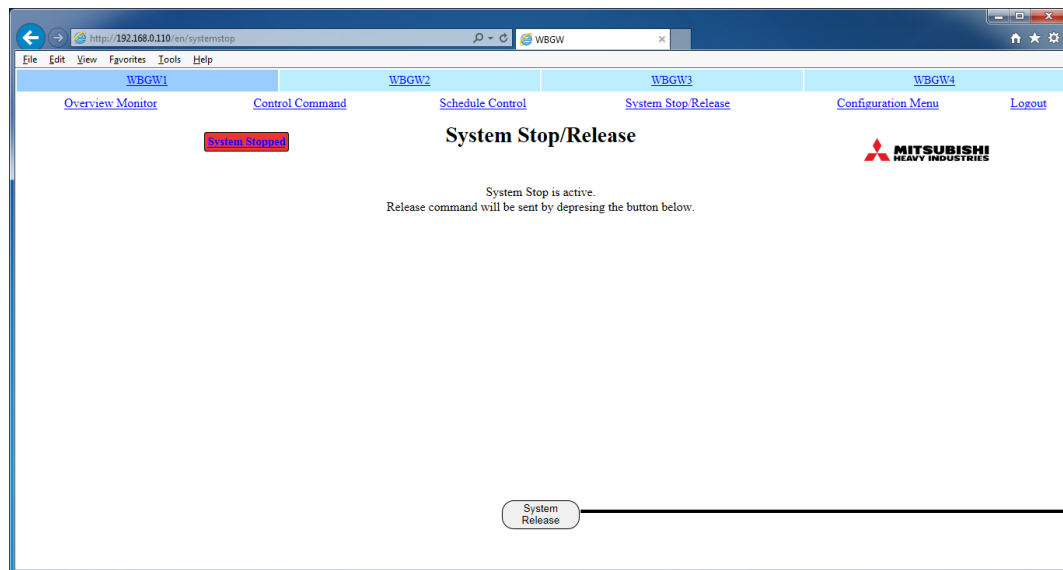 http://192.168.0.110/en/systemstop
WBGW
File Edit View Favorites Tools Help
WBGW1 WBGW2 WBGW3 WBGW4
Overview Monitor Control Command Schedule Control System Stop/Release Configuration Menu Logout
System Stopped
System Stop/Release
MITSUBISHI
HEAVY INDUSTRIES
System Stop is active.
Release command will be sent by depresing the button below.
System
Release